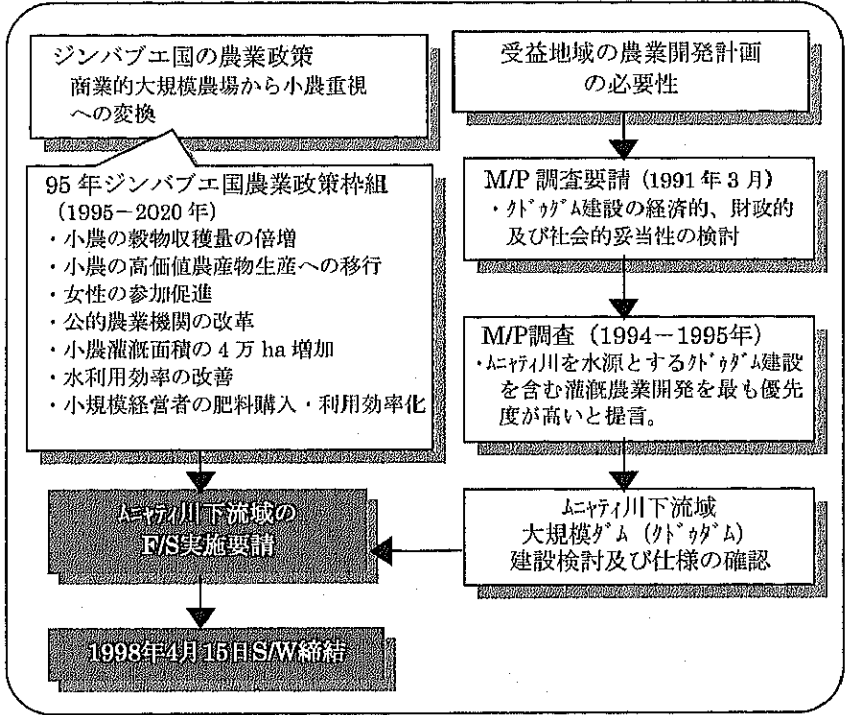 ジンバブエ国の農業政策
商業的大規模農場から小農重視
への変換
95年ジンバブエ国農業政策枠組
(1995-2020年)
・小農の穀物収穫量の倍増
・小農の高価値農産物生産への移行
・女性の参加促進
・公的農業機関の改革
・小農灌漑面積の4万ha増加
・水利用効率の改善
・小規模経営者の肥料購入・利用効率化
ﾑﾆｬﾃｨ川下流域の
F/S実施要請
1998年4月15日S/W締結
受益地域の農業開発計画
の必要性
M/P調査要請 (1991年3月)
・ｸﾄﾞｩﾀﾞﾑ建設の経済的、財政的
及び社会的妥当性の検討
M/P調査 (1994-1995年)
・ﾑﾆｬﾃｨ川を水源とするｸﾄﾞｩﾀﾞﾑ建設
を含む灌漑農業開発を最も優先
度が高いと提言。
ﾑﾆｬﾃｨ川下流域
大規模ﾀﾞﾑ (ｸﾄﾞｩﾀﾞﾑ)
建設検討及び仕様の確認